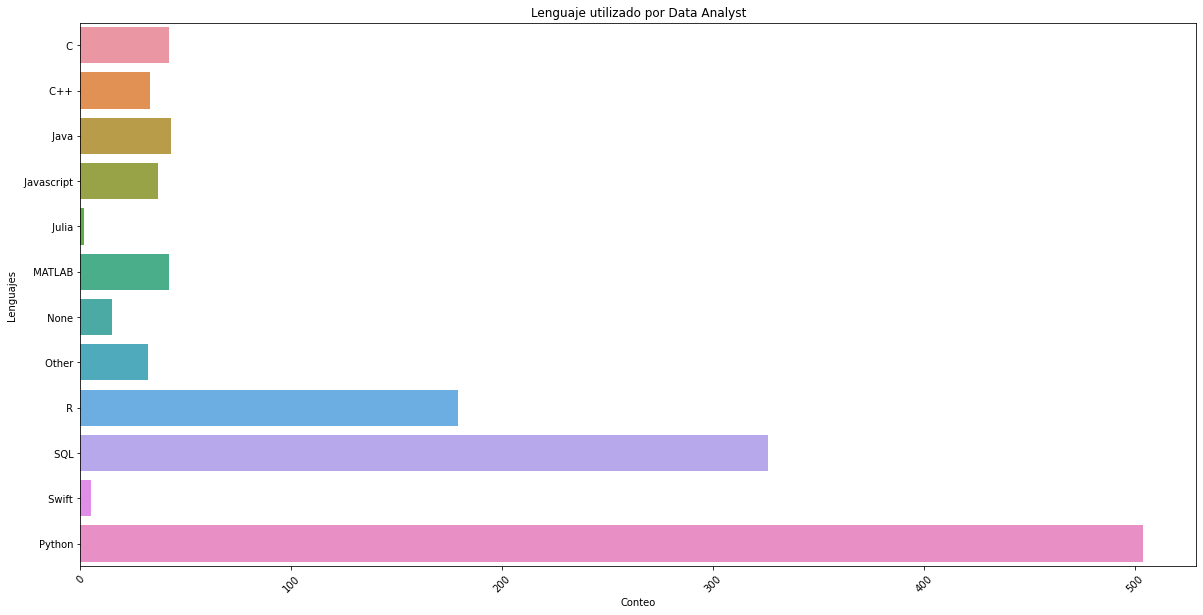 Lenguaje utilizado por Data Analyst
C
C++
Java
Javascript
Julia
MATLAB
None
Other
R
SQL
Swift
Python
Lenguajes
0
100
200
300
400
500
Conteo